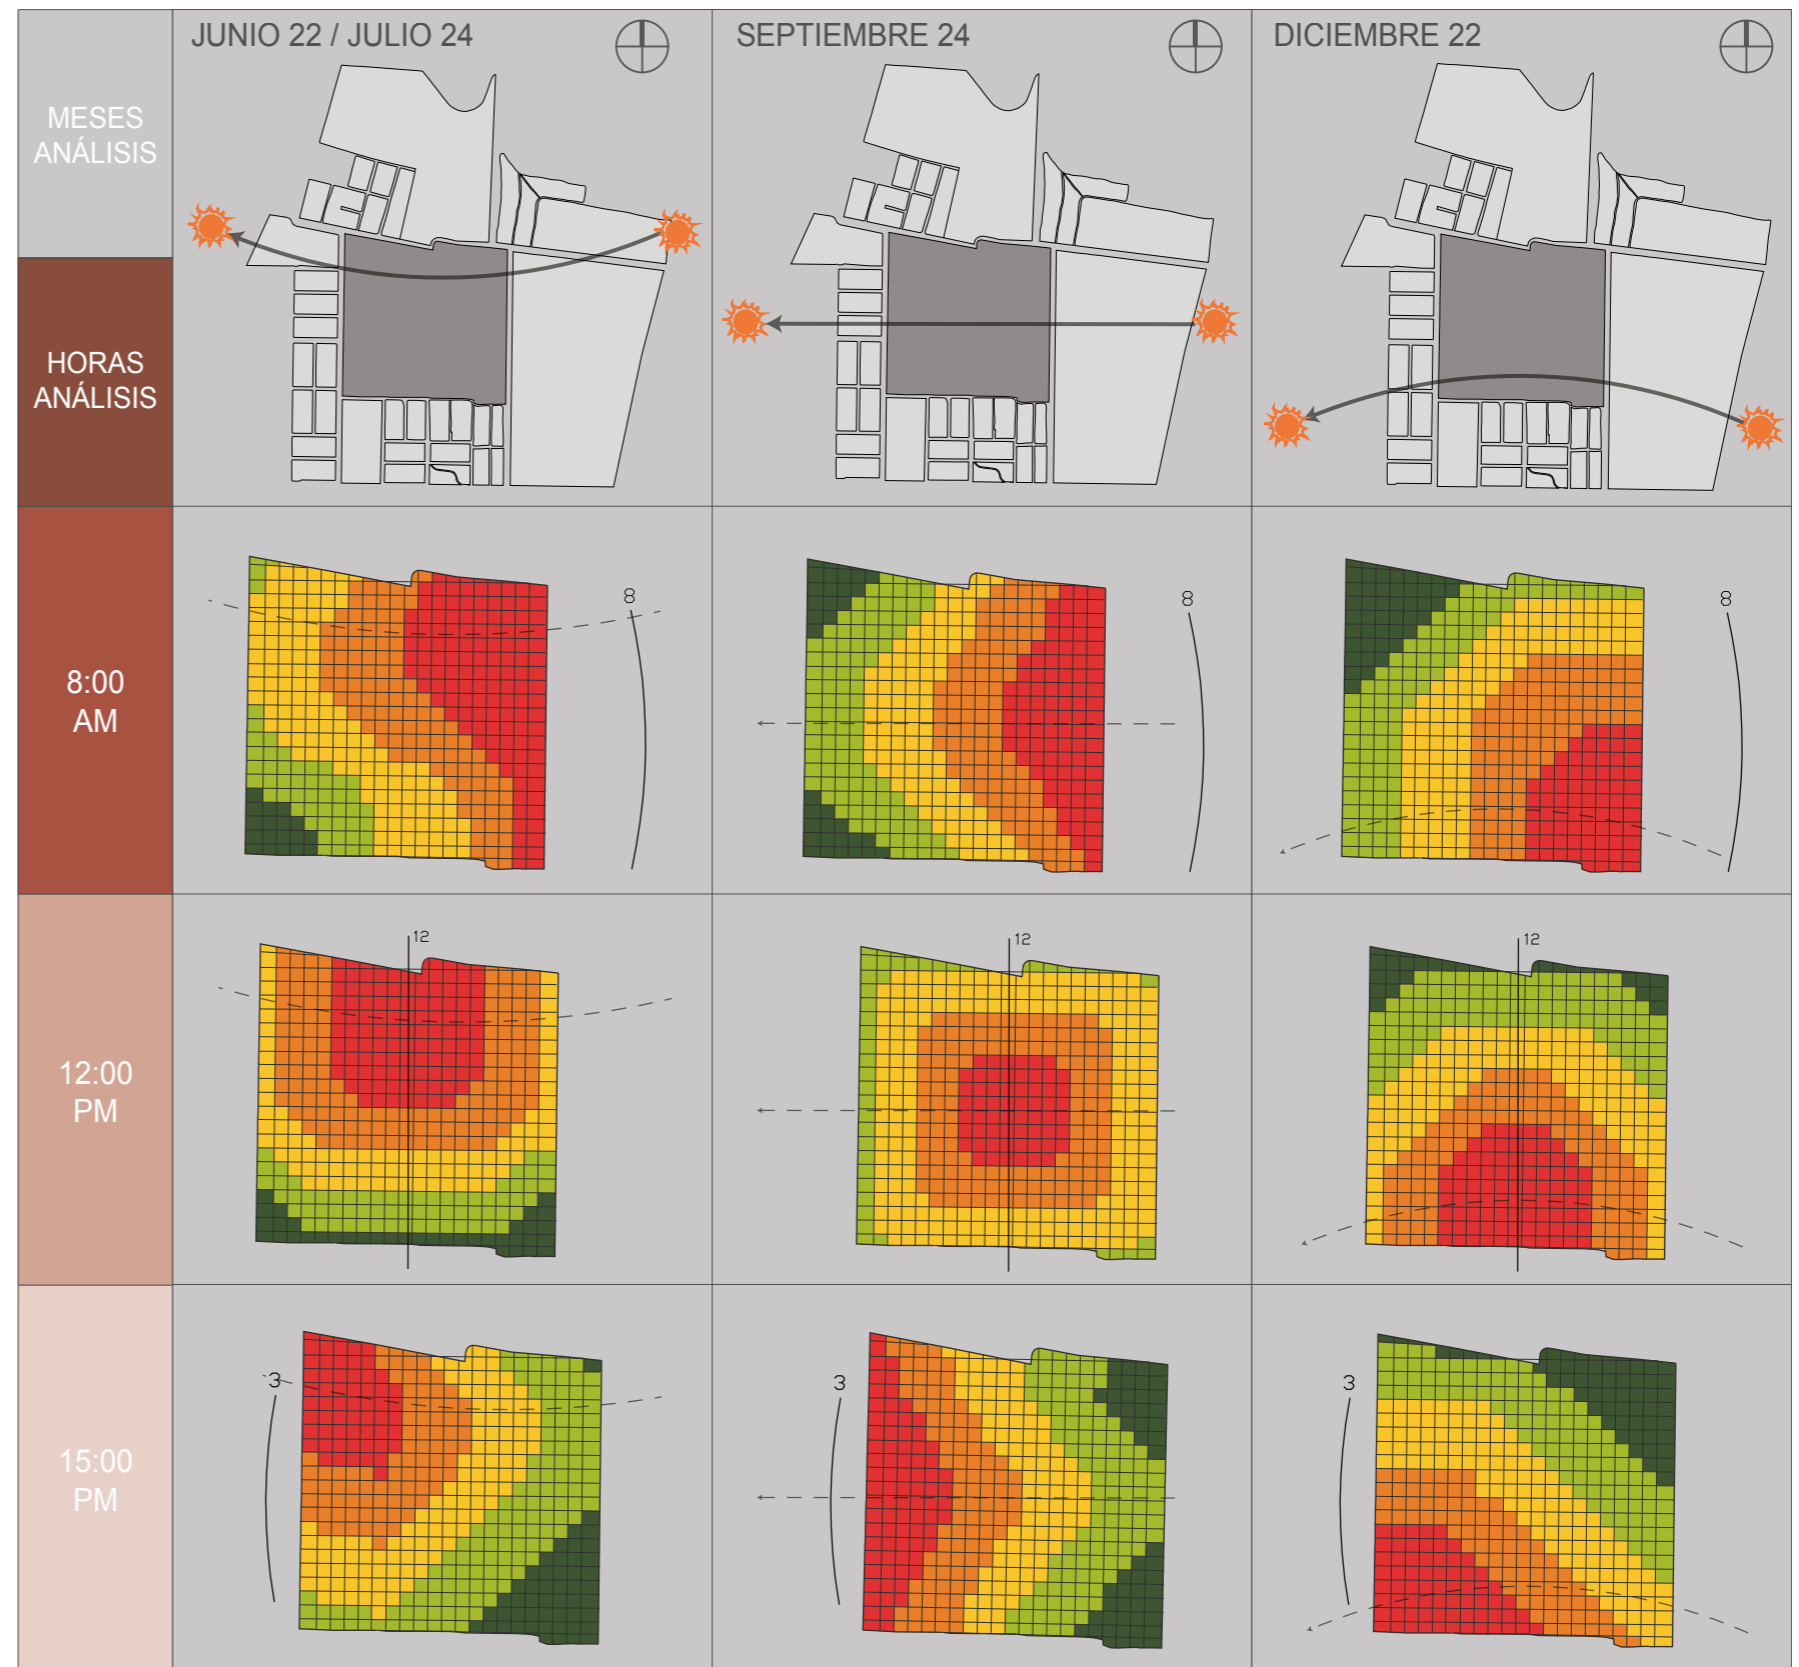 JUNIO 22 / JULIO 24
SEPTIEMBRE 24
DICIEMBRE 22
MESES
ANÁLISIS
HORAS
ANÁLISIS
8:00
AM
8
8
8
12:00
PM
12
12
12
15:00
PM
3
3
3